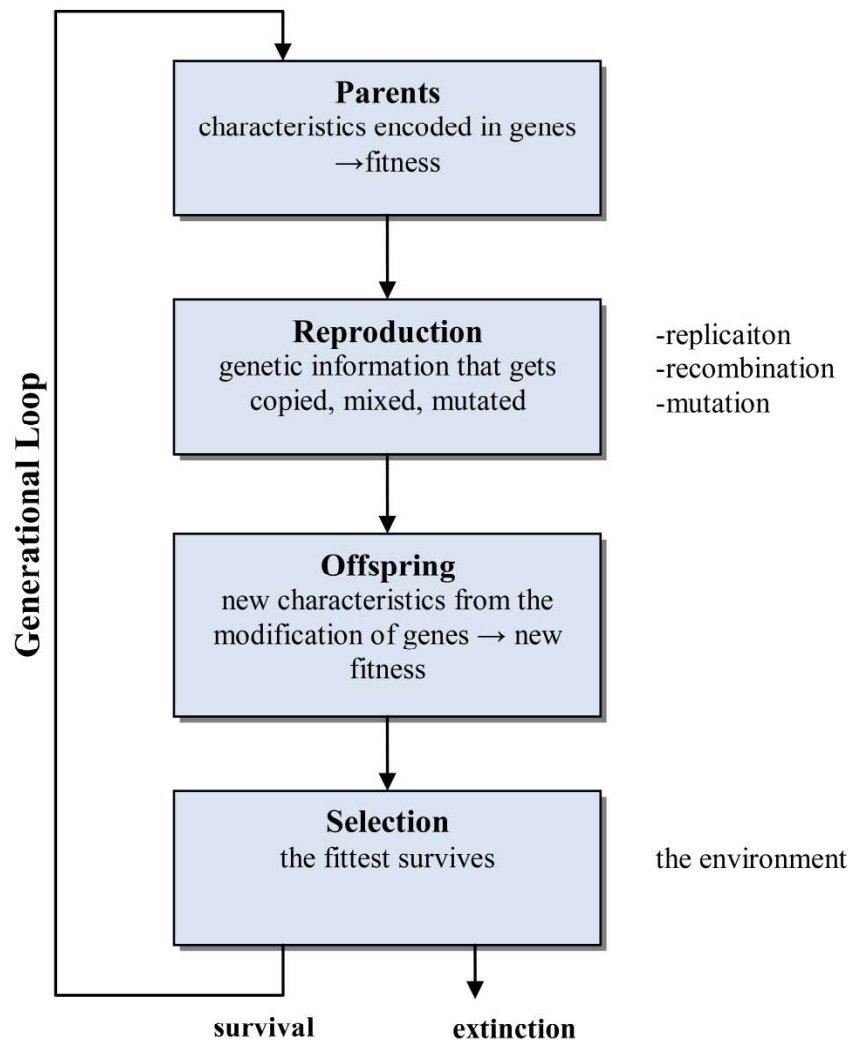 Parents
characteristics encoded in genes
→fitness
Reproduction
genetic information that gets
copied, mixed, mutated
-replicaiton
-recombination
-mutation
Generational Loop
Offspring
new characteristics from the
modification of genes → new
fitness
Selection
the fittest survives
the environment
survival
extinction